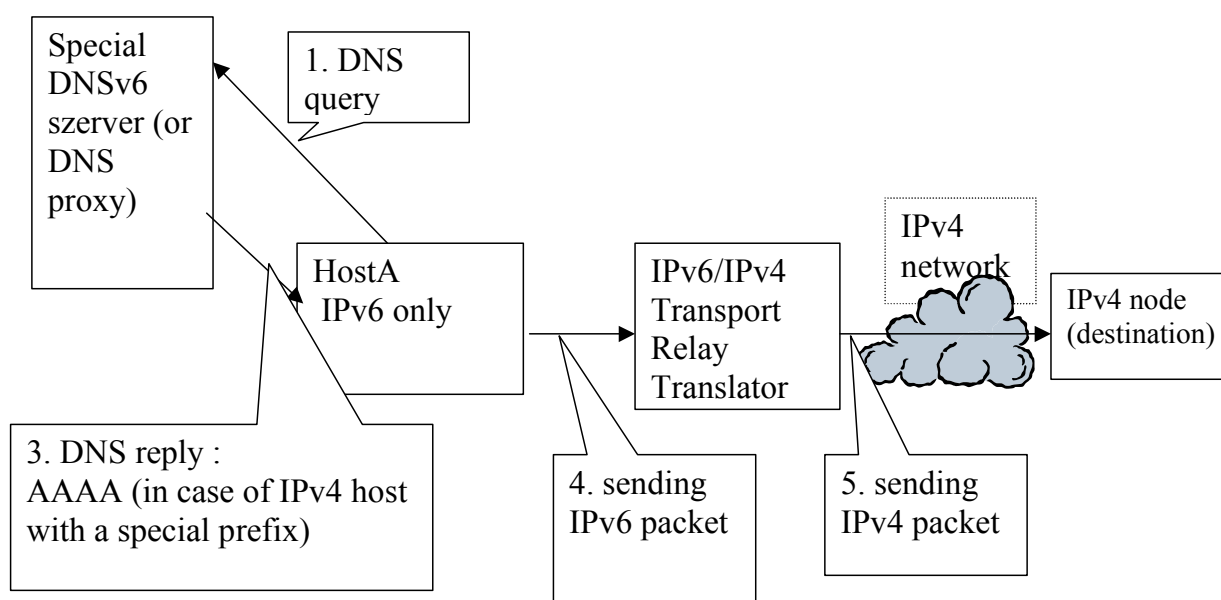 Special
DNSv6
szerver (or
DNS
proxy)
1. DNS
query
HostA
IPv6 only
IPv6/IPv4
Transport
Relay
Translator
IPv4
network
IPv4 node
(destination)
3. DNS reply :
AAAA (in case of IPv4 host
with a special prefix)
4. sending
IPv6 packet
5. sending
IPv4 packet